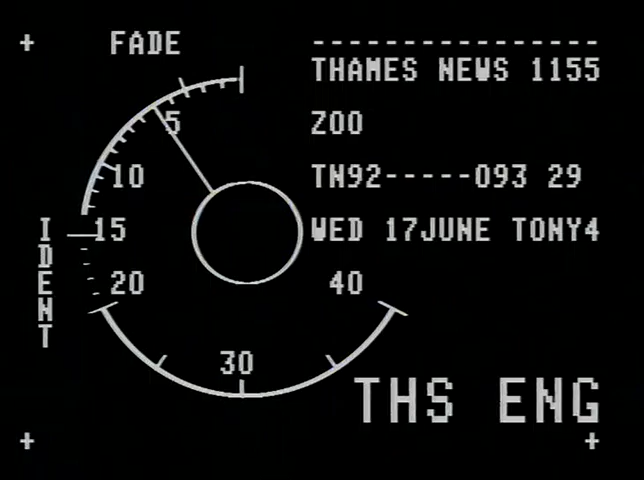 FADE
----------------
THAMES NEWS 1155
ZOO
TN92-----093 29
WED 17JUNE TONY4
5
10
15
20
30
40
IDENT
THS ENG